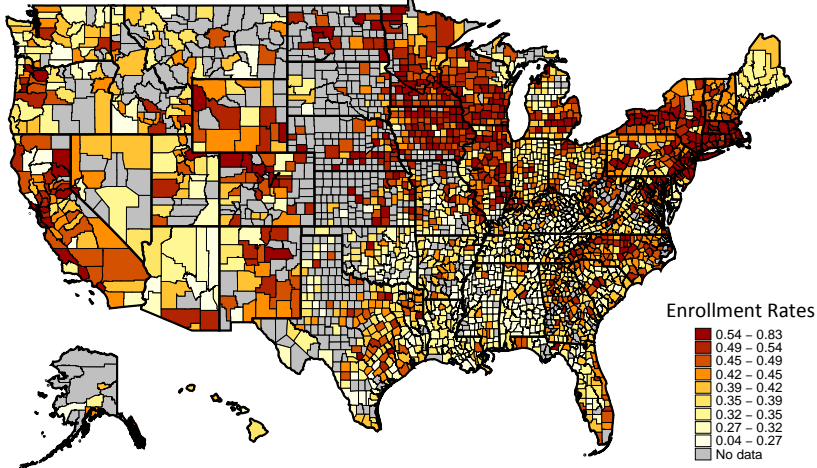 Enrollment Rates
0.54 – 0.83
0.49 – 0.54
0.45 – 0.49
0.42 – 0.45
0.39 – 0.42
0.35 – 0.39
0.32 – 0.35
0.27 – 0.32
0.04 – 0.27
No data